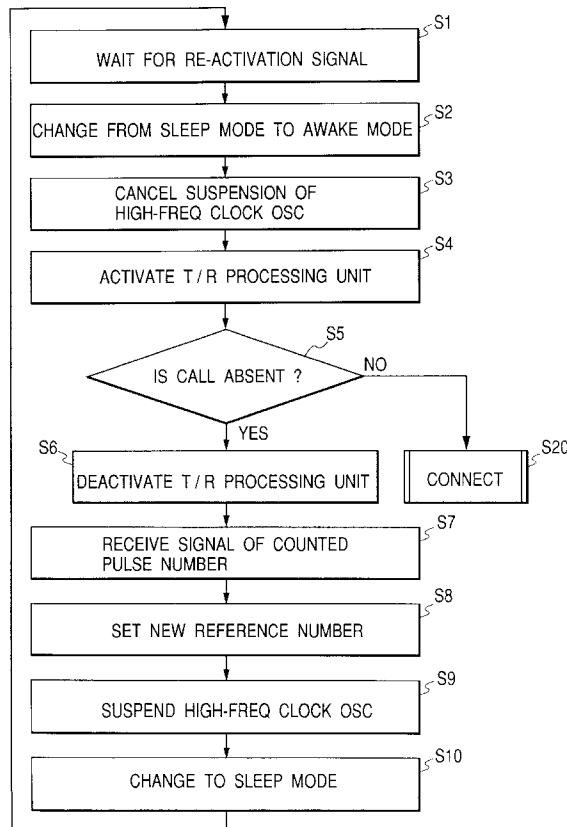 S1
WAIT FOR RE-ACTIVATION SIGNAL
S2
CHANGE FROM SLEEP MODE TO AWAKE MODE
S3
CANCEL SUSPENSION OF
HIGH-FREQ CLOCK OSC
S4
ACTIVATE T / R PROCESSING UNIT
S5
IS CALL ABSENT ?
NO
YES
S6
DEACTIVATE T / R PROCESSING UNIT
S20
CONNECT
S7
RECEIVE SIGNAL OF COUNTED
PULSE NUMBER
S8
SET NEW REFERENCE NUMBER
S9
SUSPEND HIGH-FREQ CLOCK OSC
S10
CHANGE TO SLEEP MODE